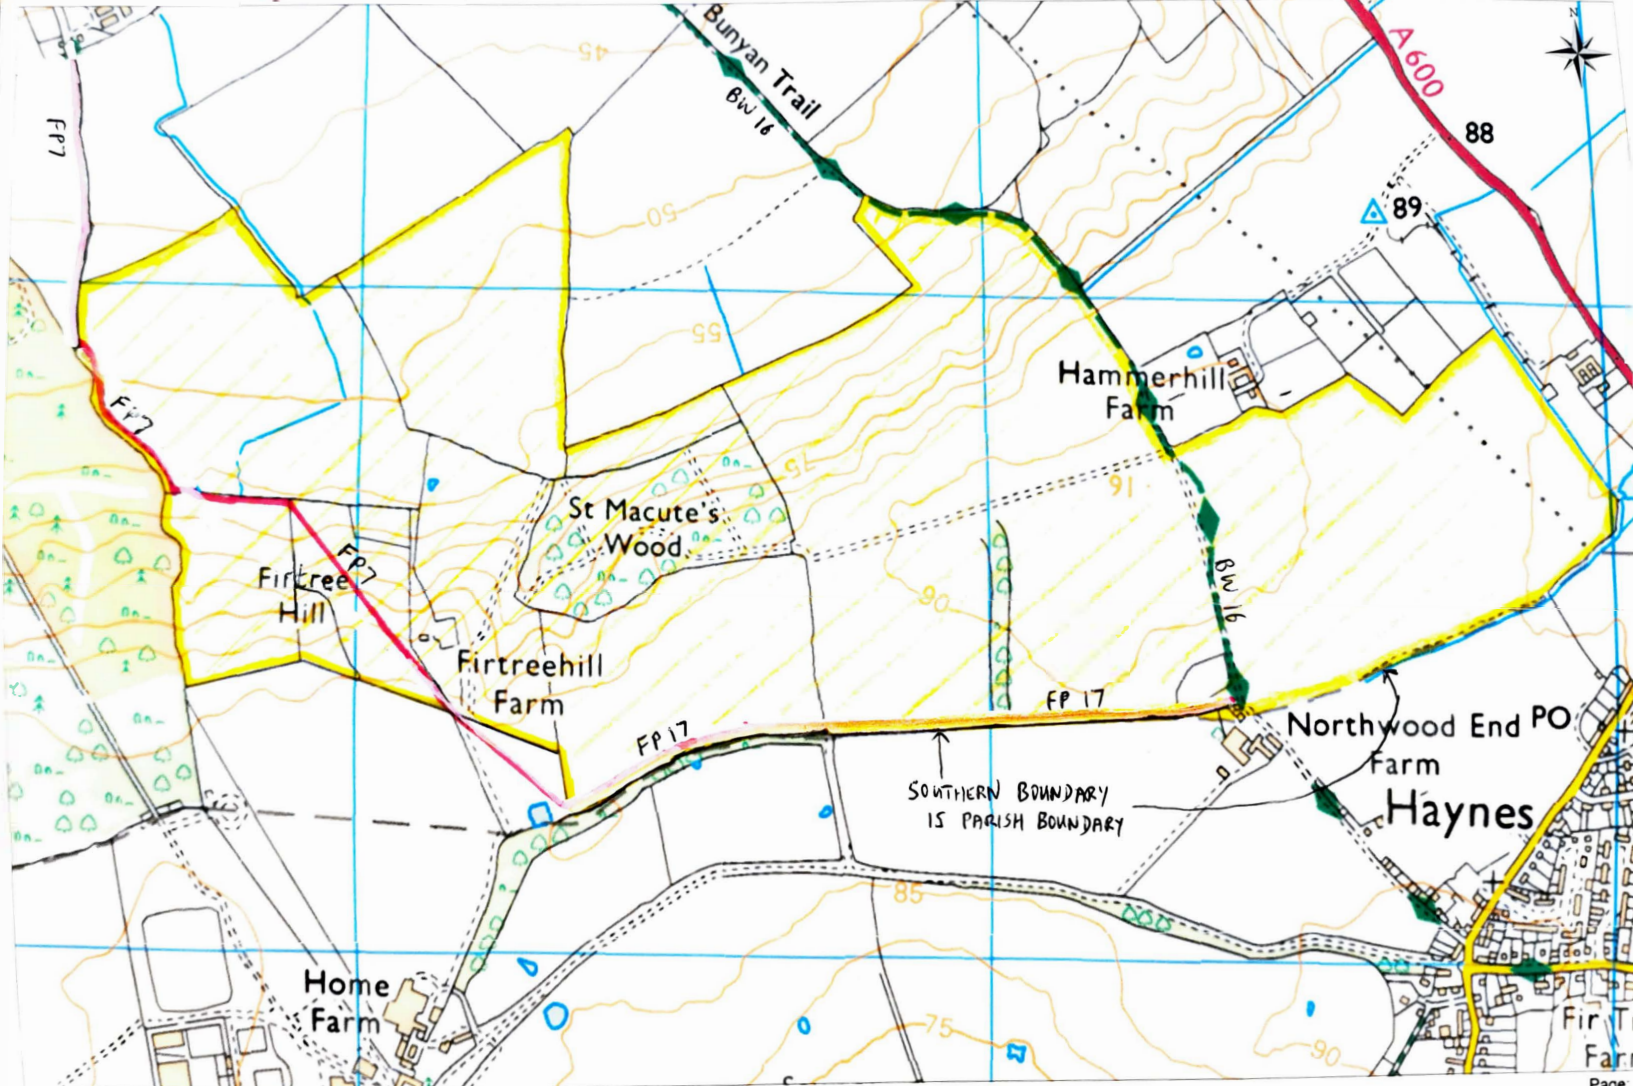 N
Bunyan Trail
BW 16
A 600
88
89
45
FP7
50
55
Hammerhill
Farm
FP7
75
91
St Macute's
Wood
FP7
Firtree
Hill
90
BW 16
Firtreehill
Farm
FP 17
FP 17
Northwood End
Farm
PO
SOUTHERN BOUNDARY
IS PARISH BOUNDARY
Haynes
85
Home
Farm
75
90
Fir
Page